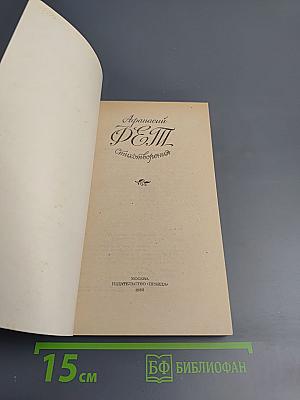 Афанасий
ФЕТ
Стихотворения
МОСКВА
ИЗДАТЕЛЬСТВО «ПРАВДА»
15 см
БФ БИБЛИОФАН